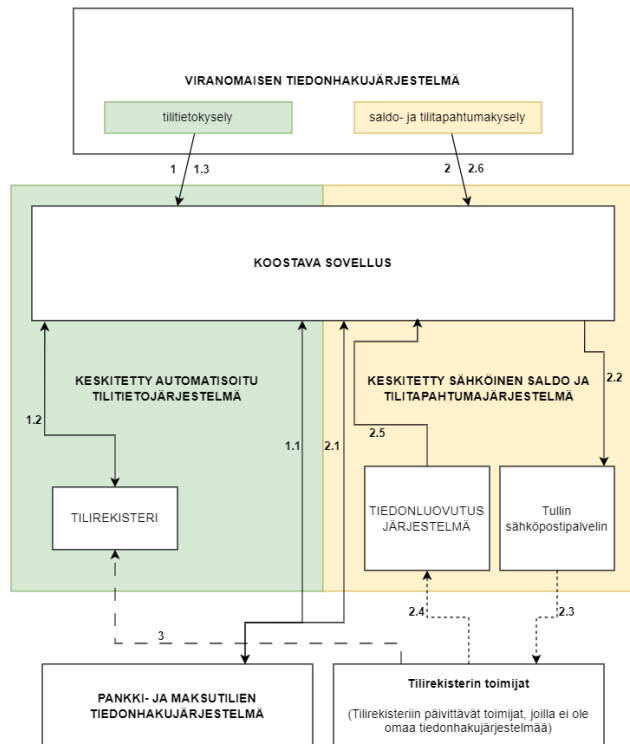 VIRANOMAISEN TIEDONHAKUJÄRJESTELMÄ
tilitietokysely
saldo- ja tilitapahtumakysely
1
1.3
2
2.6
KOOSTAVA SOVELLUS
KESKITETTY AUTOMATISOITU
TILITIETOJÄRJESTELMÄ
KESKITETTY SÄHKÖINEN SALDO JA
TILITAPAHTUMAJÄRJESTELMÄ
2.2
1.2
1.1
2.1
2.5
TILIREKISTERI
TIEDONLUOVUTUS
JÄRJESTELMÄ
Tullin
sähköpostipalvelin
2.4
2.3
3
PANKKI- JA MAKSUTILIEN
TIEDONHAKUJÄRJESTELMÄ
Tilirekisterin toimijat
(Tilirekisteriin päivittävät toimijat, joilla ei ole
omaa tiedonhakujärjestelmää)